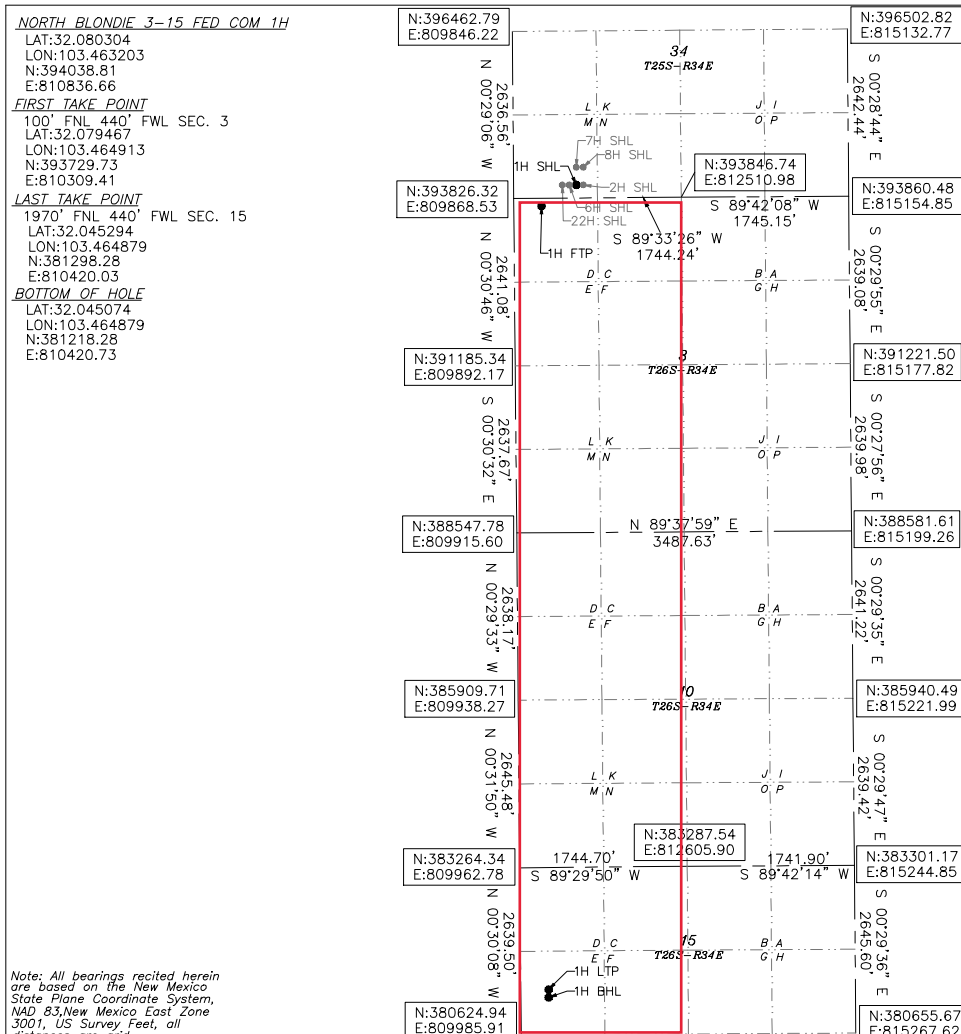 NORTH BLONDIE 3-15 FED COM 1H
LAT:32.080304
LON:103.463203
N:394038.81
E:810836.66
FIRST TAKE POINT
100' FNL 440' FWL SEC. 3
LAT:32.079467
LON:103.464913
N:393729.73
E:810309.41
LAST TAKE POINT
1970' FNL 440' FWL SEC. 15
LAT:32.045294
LON:103.464879
N:381298.28
E:810420.03
BOTTOM OF HOLE
LAT:32.045074
LON:103.464879
N:381218.28
E:810420.73
N:396462.79
E:809846.22
N:396502.82
E:815132.77
34
T25S-R34E
N 00°29'06" W
2636.56'
S 00°28'44" E
2642.44'
L K
M N
J I
O P
7H SHL
8H SHL
1H SHL
2H SHL
6H SHL
22H SHL
N:393846.74
E:812510.98
N:393826.32
E:809868.53
N:393860.48
E:815154.85
S 89°42'08" W
1745.15'
S 89°33'26" W
1744.24'
1H FTP
N 00°30'46" W
2641.08'
S 00°29'55" E
2639.08'
D C
E F
B A
G H
N:391185.34
E:809892.17
3
T26S-R34E
N:391221.50
E:815177.82
S 00°30'32" E
2637.67'
S 00°27'56" E
2639.98'
L K
M N
J I
O P
N:388547.78
E:809915.60
N 89°37'59" E
3487.63'
N:388581.61
E:815199.26
N 00°29'33" W
2638.17'
S 00°29'35" E
2641.22'
D C
E F
B A
G H
N:385909.71
E:809938.27
10
T26S-R34E
N:385940.49
E:815221.99
N 00°31'50" W
2645.48'
S 00°29'47" E
2639.42'
L K
M N
J I
O P
N:383287.54
E:812605.90
N:383264.34
E:809962.78
1744.70'
S 89°29'50" W
1741.90'
S 89°42'14" W
N:383301.17
E:815244.85
N 00°30'08" W
2639.50'
S 00°29'36" E
2645.60'
D C
E F
15
T26S-R34E
B A
G H
1H LTP
1H BHL
N:380624.94
E:809985.91
N:380655.67
E:815267.62
Note: All bearings recited herein
are based on the New Mexico
State Plane Coordinate System,
NAD 83,New Mexico East Zone
3001, US Survey Feet, all
distances are grid